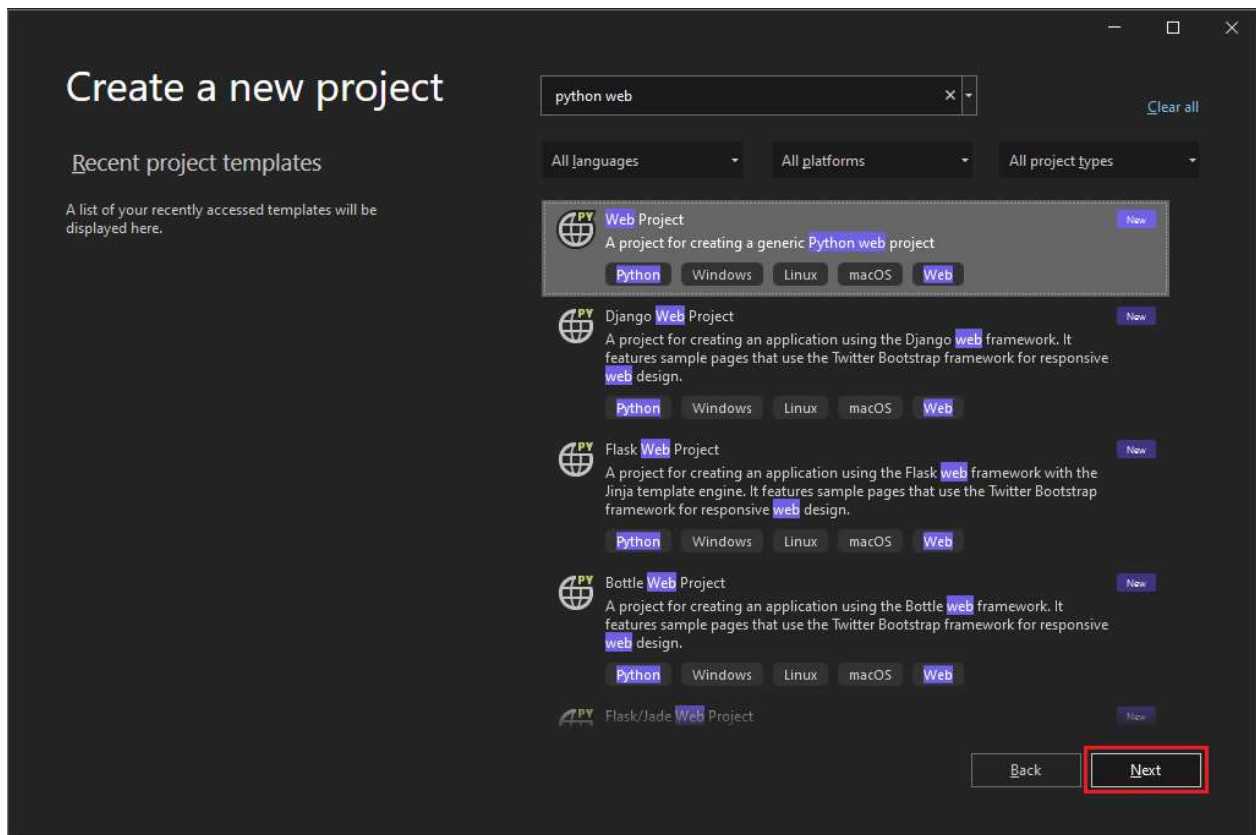 Create a new project
python web
Clear all
Recent project templates
All languages
All platforms
All project types
A list of your recently accessed templates will be
displayed here.
PY
Web Project
New
A project for creating a generic Python web project
Python Windows Linux macOS Web
PY
Django Web Project
New
A project for creating an application using the Django web framework. It
features sample pages that use the Twitter Bootstrap framework for responsive
web design.
Python Windows Linux macOS Web
PY
Flask Web Project
New
A project for creating an application using the Flask web framework with the
Jinja template engine. It features sample pages that use the Twitter Bootstrap
framework for responsive web design.
Python Windows Linux macOS Web
PY
Bottle Web Project
New
A project for creating an application using the Bottle web framework. It
features sample pages that use the Twitter Bootstrap framework for responsive
web design.
Python Windows Linux macOS Web
PY
Flask/Jade Web Project
New
Back
Next